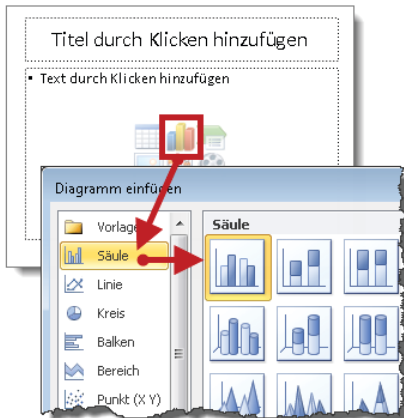 Titel durch Klicken hinzufügen
• Text durch Klicken hinzufügen
Diagramm einfügen
Vorlage
Säule
Linie
Kreis
Balken
Bereich
Punkt (X Y)
Säule